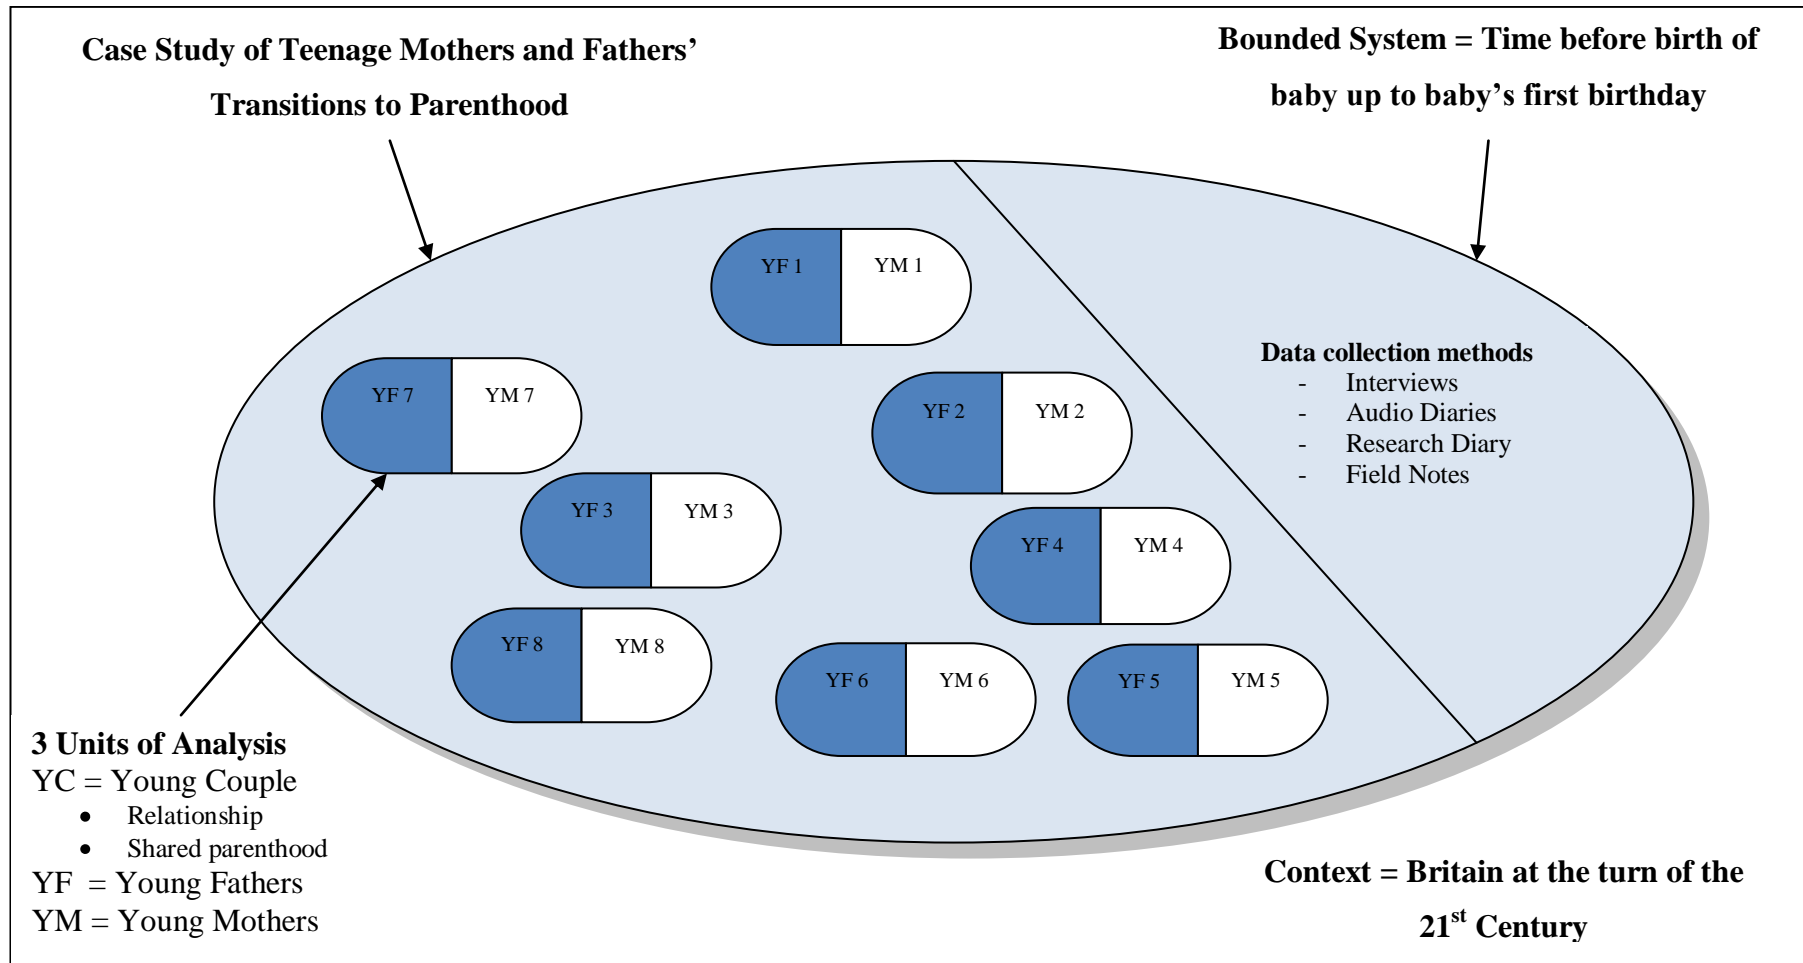 Case Study of Teenage Mothers and Fathers’
Transitions to Parenthood
Bounded System = Time before birth of
baby up to baby’s first birthday
YF 1
YM 1
Data collection methods
- Interviews
- Audio Diaries
- Research Diary
- Field Notes
YF 7
YM 7
YF 2
YM 2
YF 3
YM 3
YF 4
YM 4
YF 8
YM 8
YF 6
YM 6
YF 5
YM 5
3 Units of Analysis
YC = Young Couple
• Relationship
• Shared parenthood
YF = Young Fathers
YM = Young Mothers
Context = Britain at the turn of the
21st Century